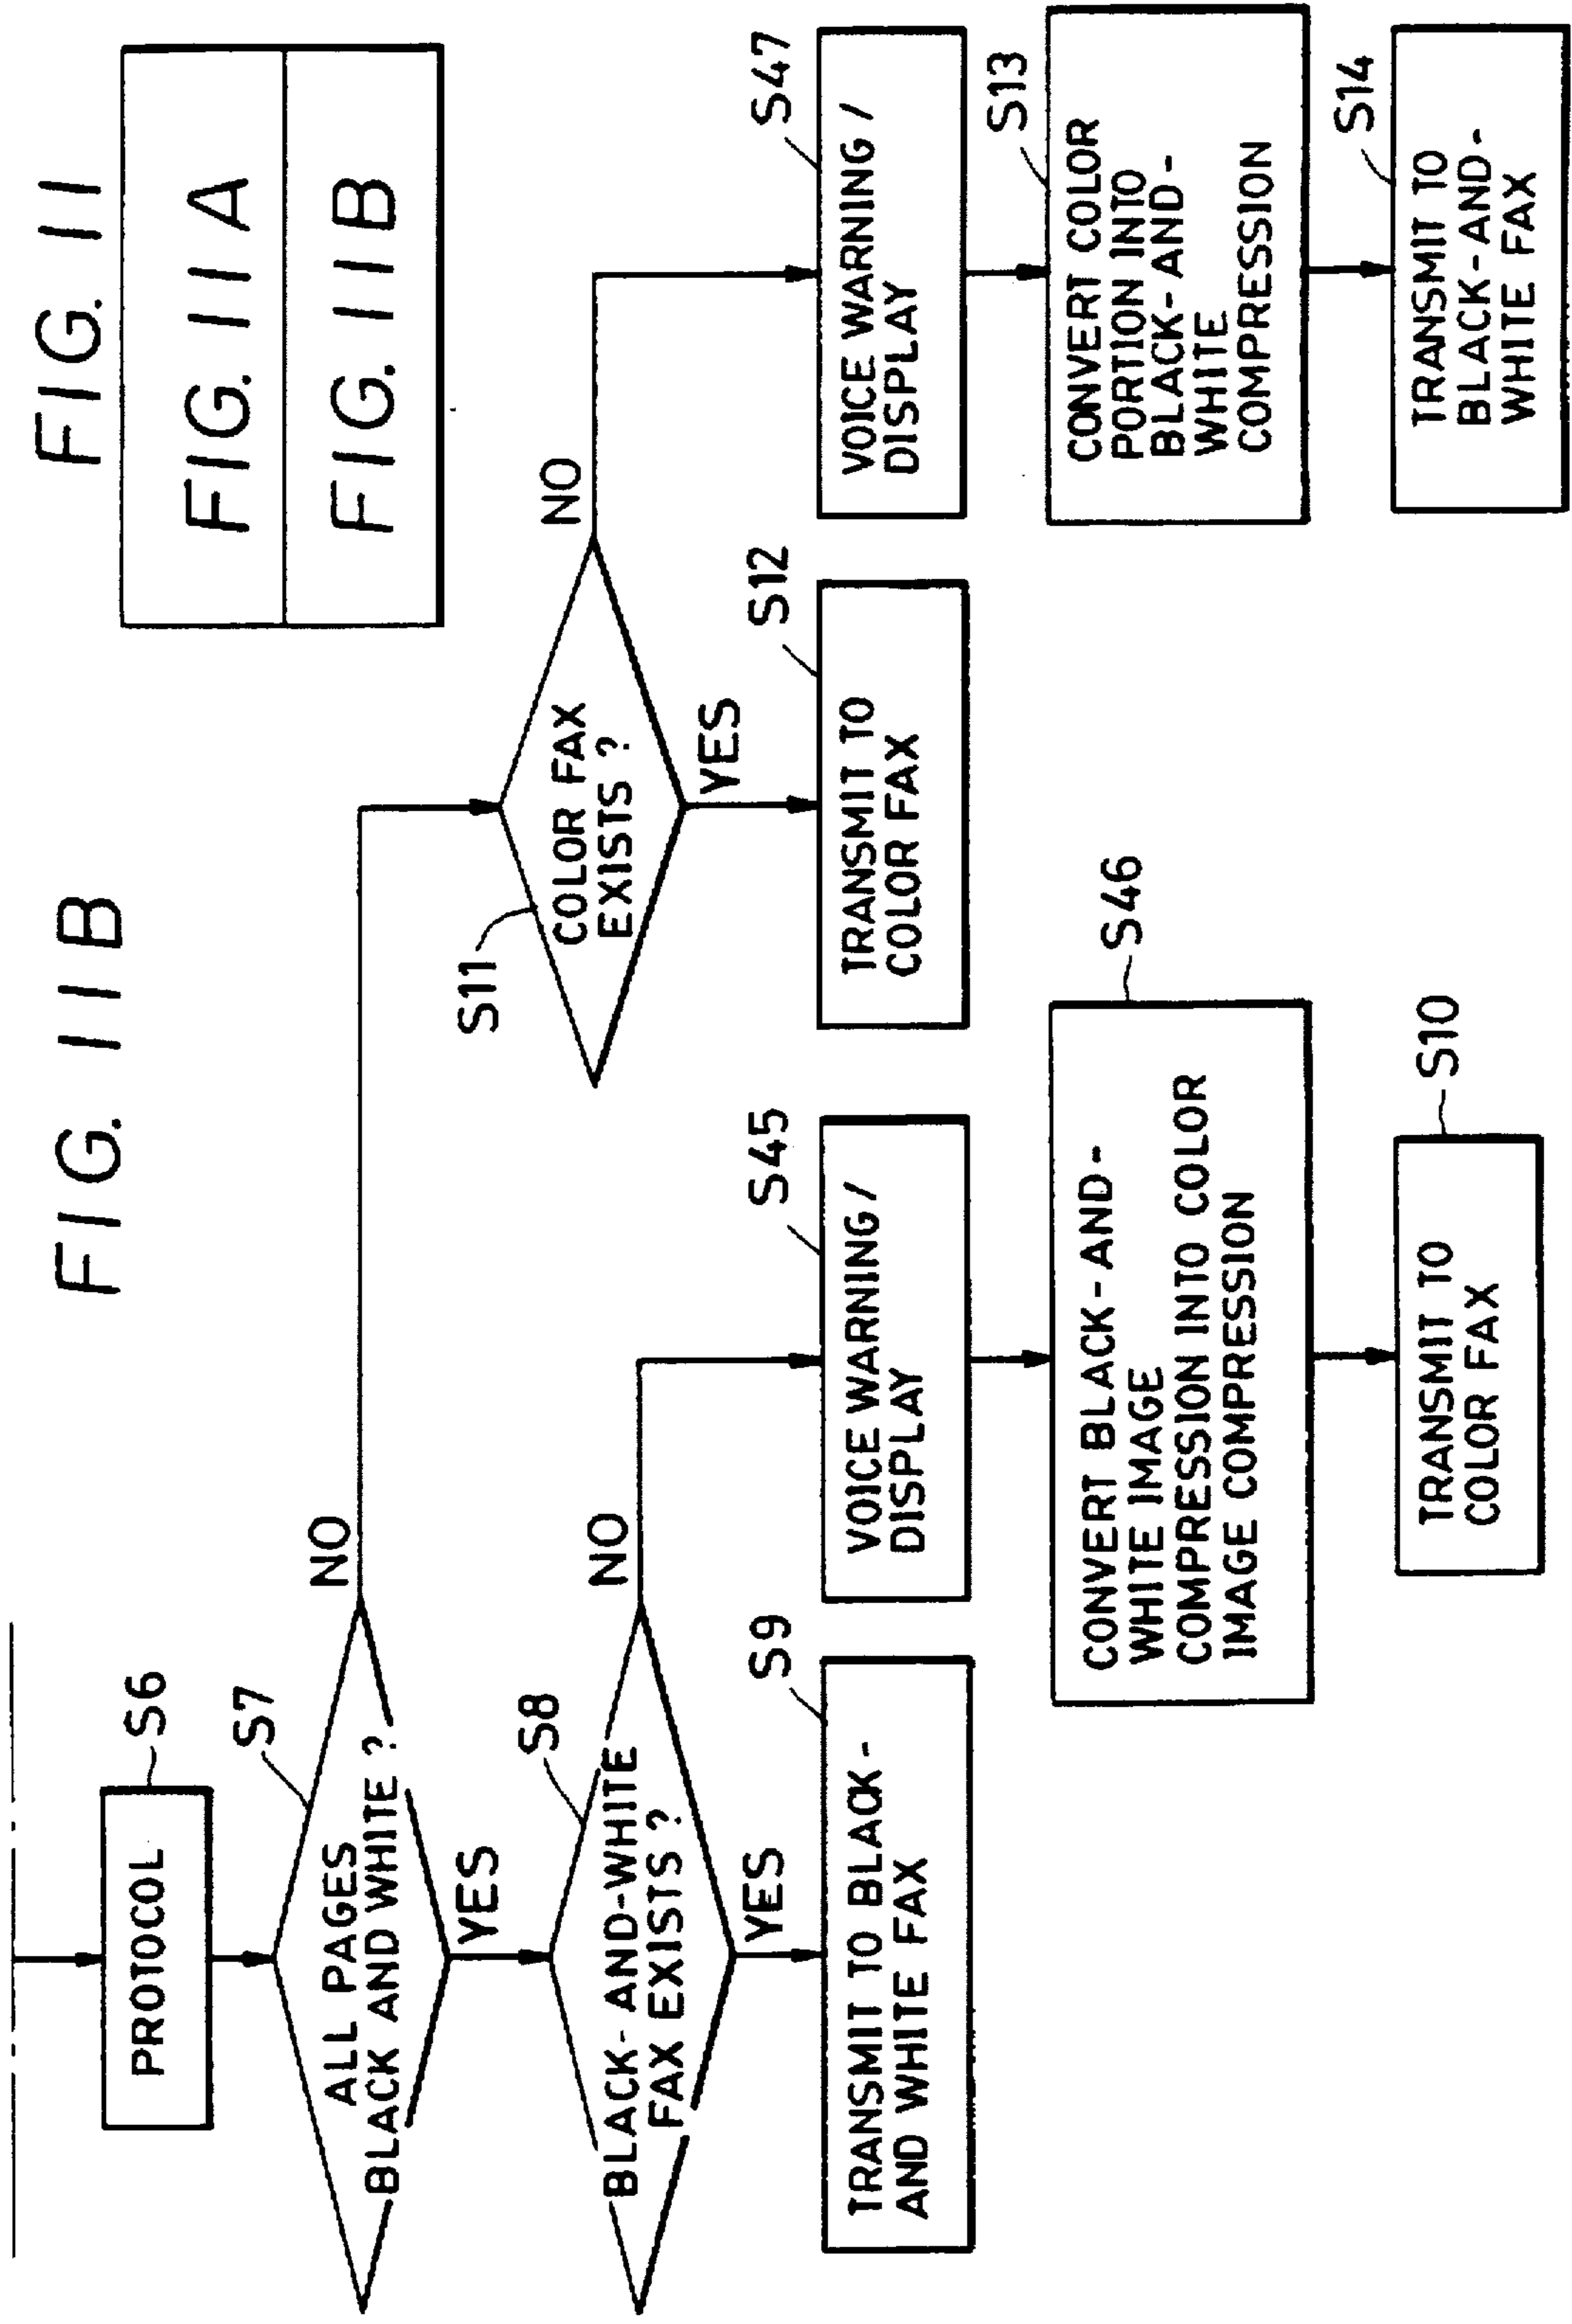 FIG. 11B
FIG. 11
FIG. 11A
FIG. 11B
PROTOCOL
S6
S7
ALL PAGES
BLACK AND WHITE ?
NO
YES
S8
BLACK-AND-WHITE
FAX EXISTS ?
NO
YES
S11
COLOR FAX
EXISTS ?
NO
YES
S9
TRANSMIT TO BLACK-
AND WHITE FAX
S45
VOICE WARNING /
DISPLAY
S12
TRANSMIT TO
COLOR FAX
S47
VOICE WARNING /
DISPLAY
S46
CONVERT BLACK-AND-
WHITE IMAGE
COMPRESSION INTO COLOR
IMAGE COMPRESSION
S13
CONVERT COLOR
PORTION INTO
BLACK-AND-
WHITE
COMPRESSION
S10
TRANSMIT TO
COLOR FAX
S14
TRANSMIT TO
BLACK-AND-
WHITE FAX